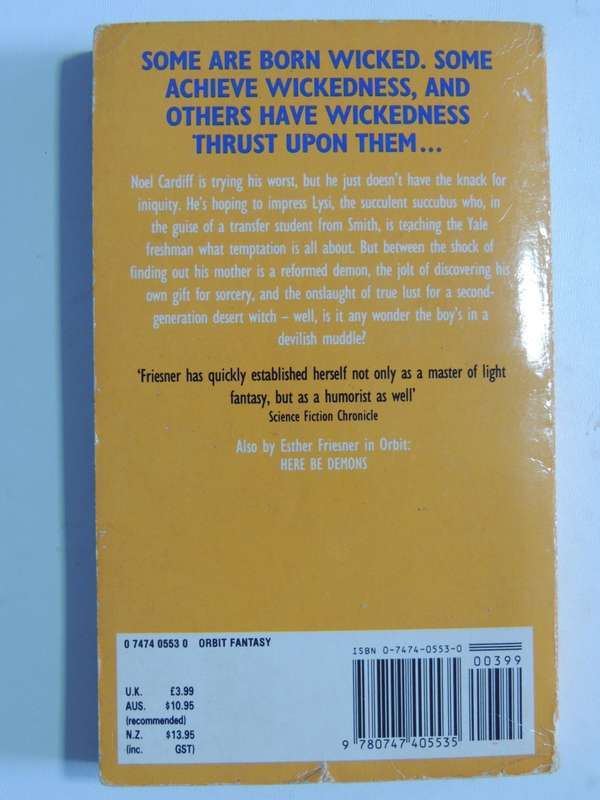 SOME ARE BORN WICKED. SOME
ACHIEVE WICKEDNESS, AND
OTHERS HAVE WICKEDNESS
THRUST UPON THEM...
Noel Cardiff is trying his worst, but he just doesn't have the knack for
iniquity. He's hoping to impress Lysi, the succulent succubus who, in
the guise of a transfer student from Smith, is teaching the Yale
freshman what temptation is all about. But between the shock of
finding out his mother is a reformed demon, the jolt of discovering his
own gift for sorcery, and the onslaught of true lust for a second-
generation desert witch – well, is it any wonder the boy's in a
devilish muddle?
'Friesner has quickly established herself not only as a master of light
fantasy, but as a humorist as well'
Science Fiction Chronicle
Also by Esther Friesner in Orbit:
HERE BE DEMONS
0 7474 0553 0 ORBIT FANTASY
U.K. £3.99
AUS. $10.95
(recommended)
N.Z. $13.95
(inc. GST)
ISBN 0-7474-0553-0
00399
9 780747 405535